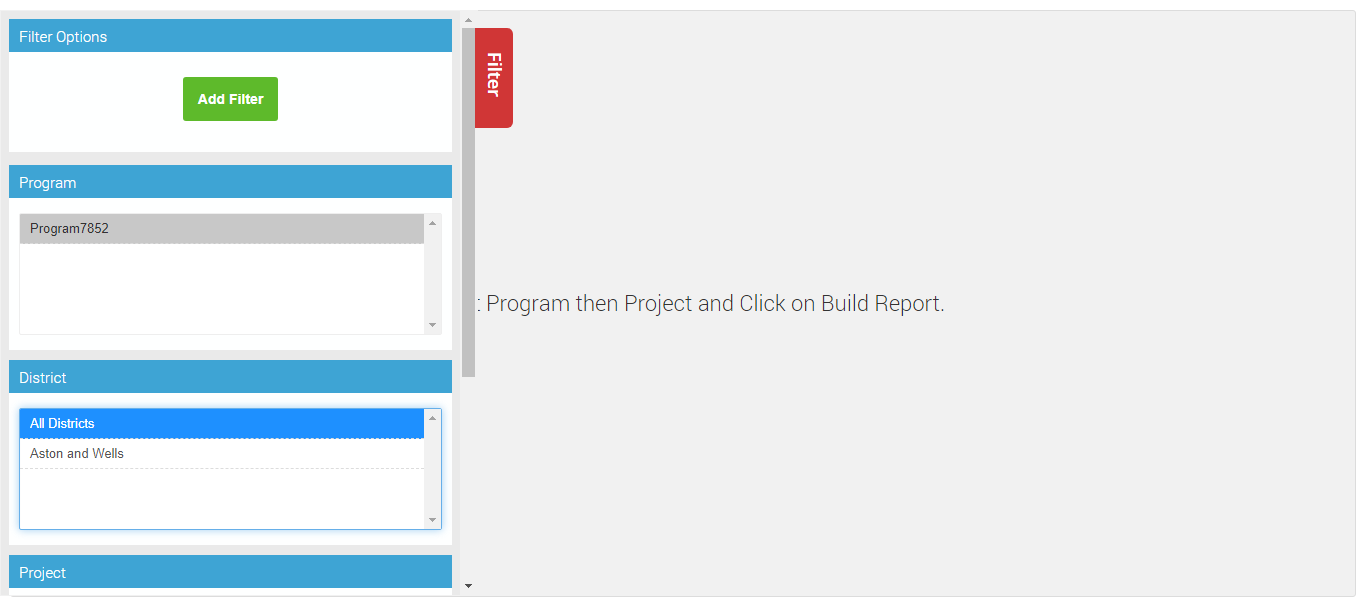 Filter Options
Add Filter
Filter
Program
Program7852
: Program then Project and Click on Build Report.
District
All Districts
Aston and Wells
Project